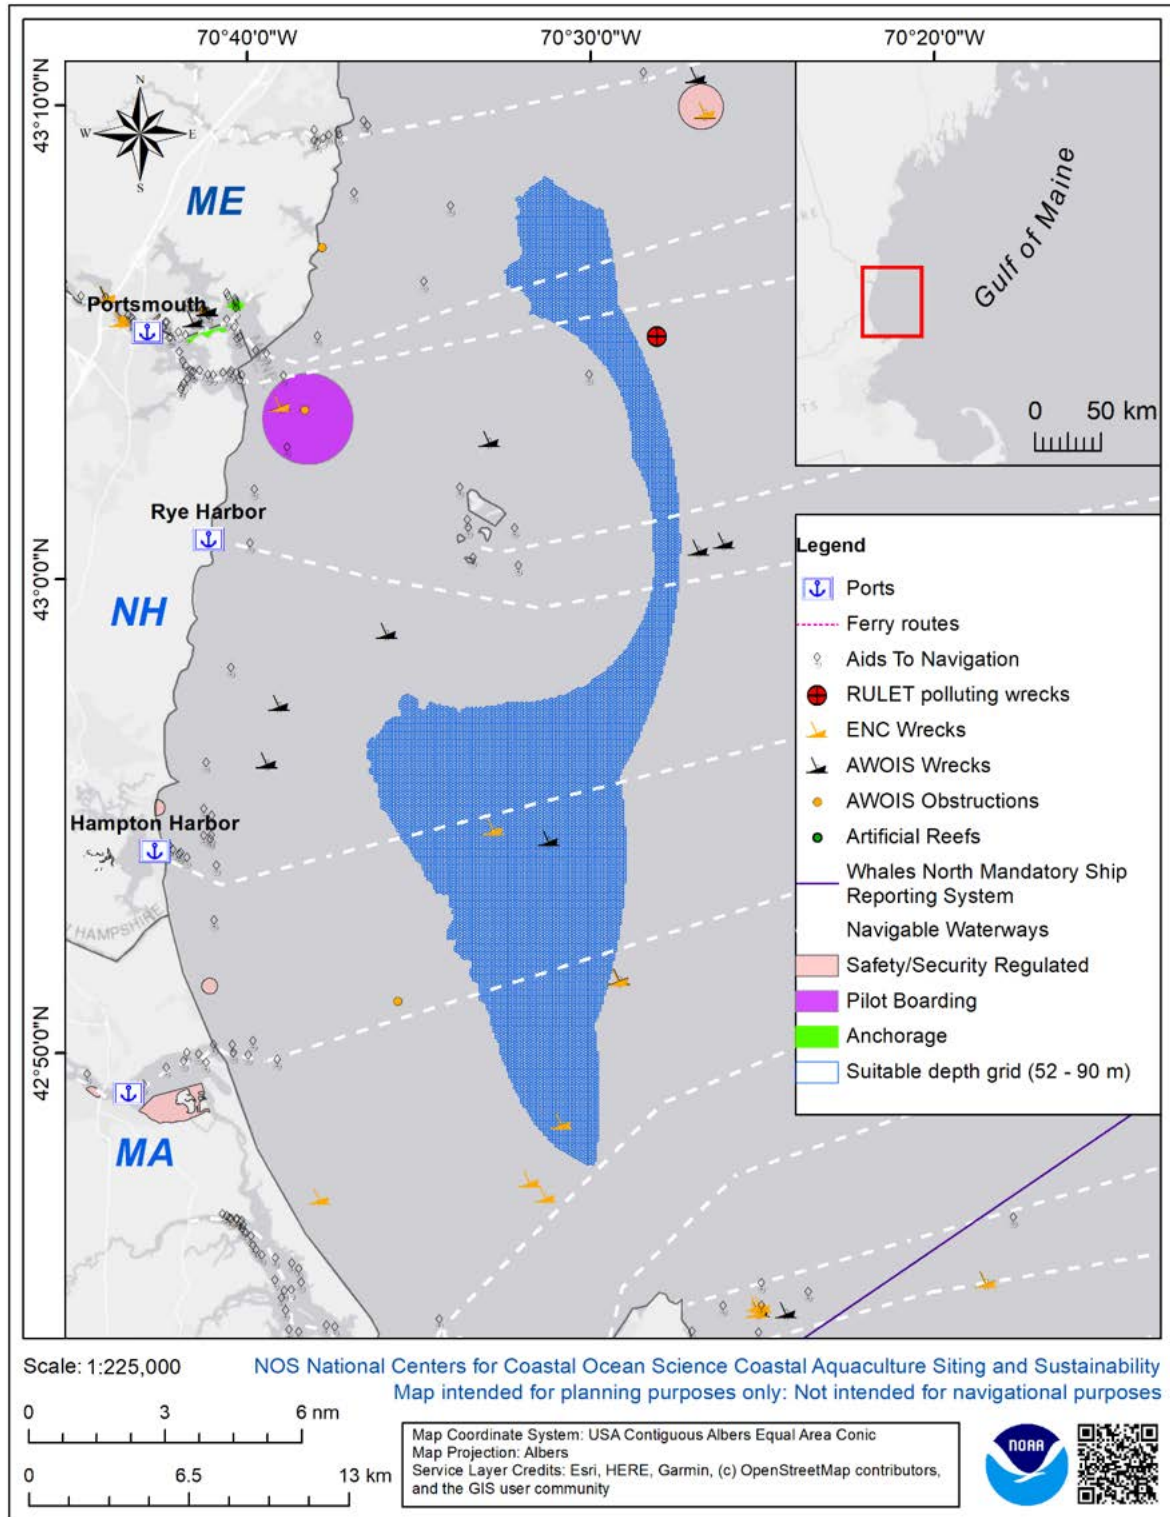 70°40'0"W
70°30'0"W
70°20'0"W
43°10'0"N
43°0'0"N
42°50'0"N
N
W
E
S
ME
Portsmouth
Rye Harbor
NH
Hampton Harbor
HAMPSHIRE
MA
Gulf of Maine
0 50 km
Legend
Ports
Ferry routes
Aids To Navigation
RULET polluting wrecks
ENC Wrecks
AWOIS Wrecks
AWOIS Obstructions
Artificial Reefs
Whales North Mandatory Ship
Reporting System
Navigable Waterways
Safety/Security Regulated
Pilot Boarding
Anchorage
Suitable depth grid (52 - 90 m)
Scale: 1:225,000
NOS National Centers for Coastal Ocean Science Coastal Aquaculture Siting and Sustainability
Map intended for planning purposes only: Not intended for navigational purposes
0 3 6 nm
0 6.5 13 km
Map Coordinate System: USA Contiguous Albers Equal Area Conic
Map Projection: Albers
Service Layer Credits: Esri, HERE, Garmin, (c) OpenStreetMap contributors,
and the GIS user community
NOAA